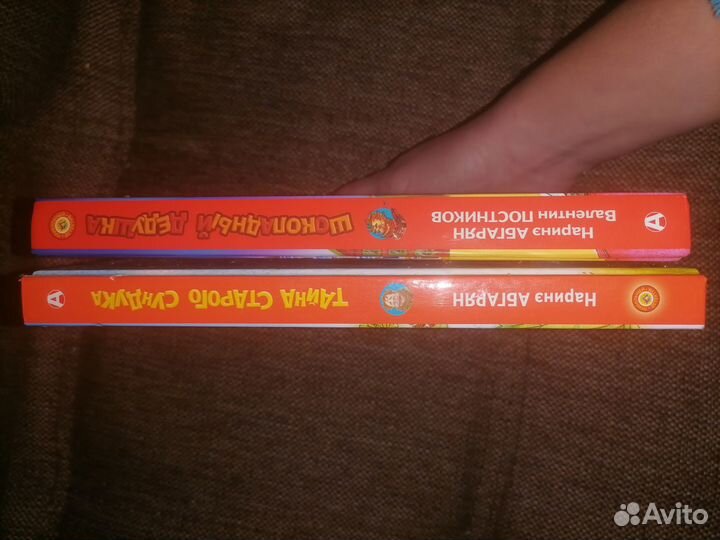 Наринэ АБГАРЯН
Валентин ПОСТНИКОВ
ШОКОЛАДНЫЙ ДЕДУШКА
Наринэ АБГАРЯН
ТАЙНА СТАРОГО СУНДУКА
Avito